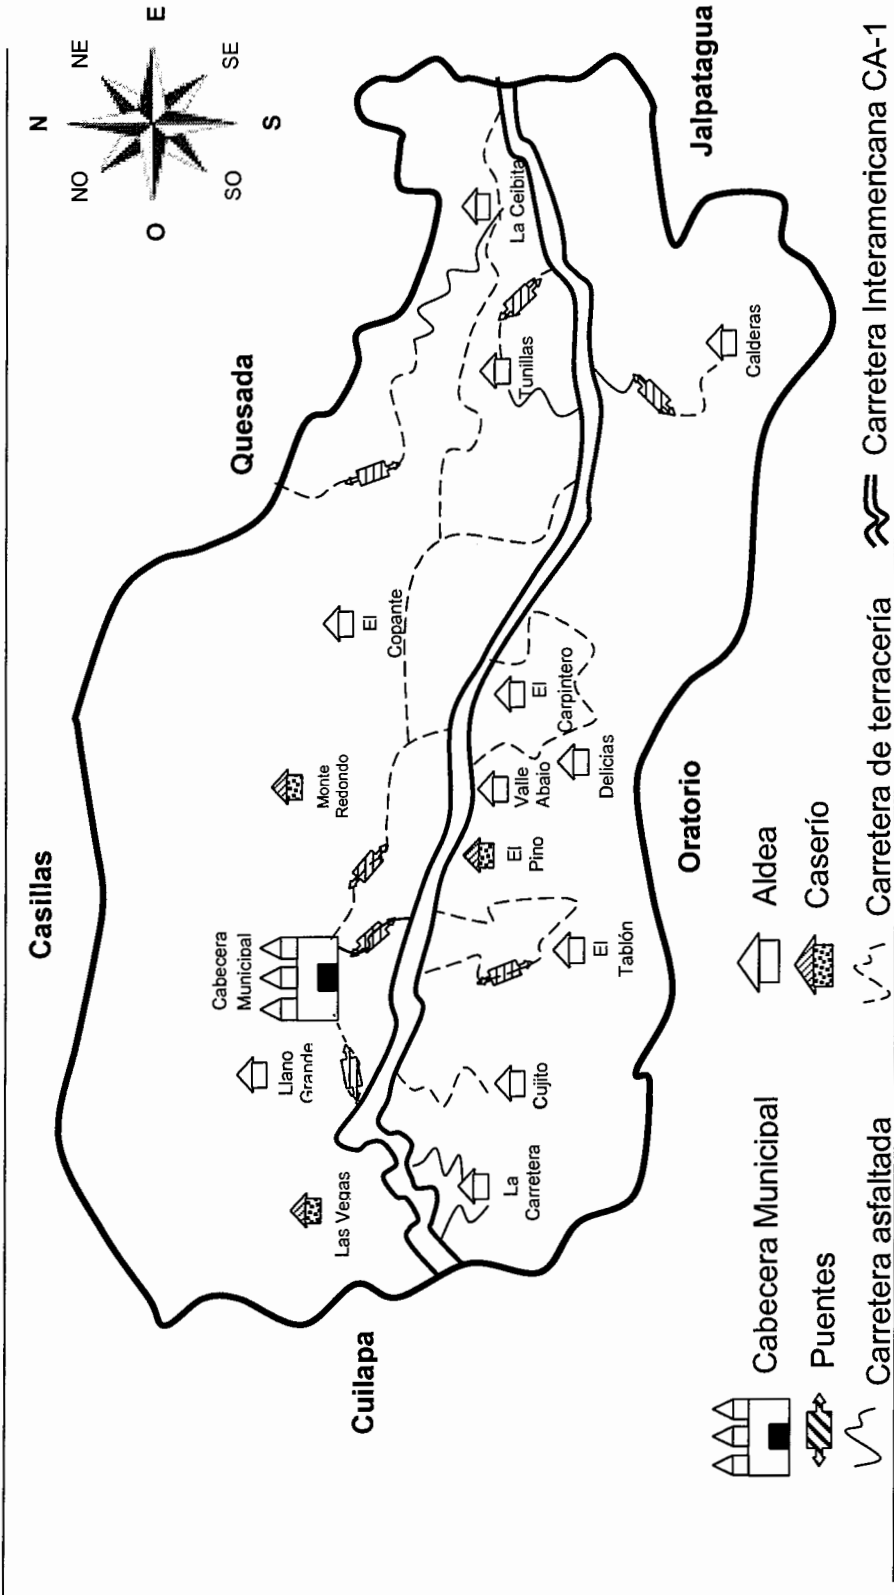 N
NE
E
SE
S
SO
O
NO
Casillas
Quesada
Jalpatagua
Oratorio
Cuilapa
Cabecera
Municipal
Llano
Grande
Las Vegas
Monte
Redondo
El
Copante
La Ceibita
Tunillas
Calderas
El
Carpintero
Valle
Abaio
Delicias
El
Pino
El
Tablón
Cujito
La
Carretera
Cabecera Municipal
Aldea
Puentes
Caserío
Carretera asfaltada
Carretera de terracería
Carretera Interamericana CA-1